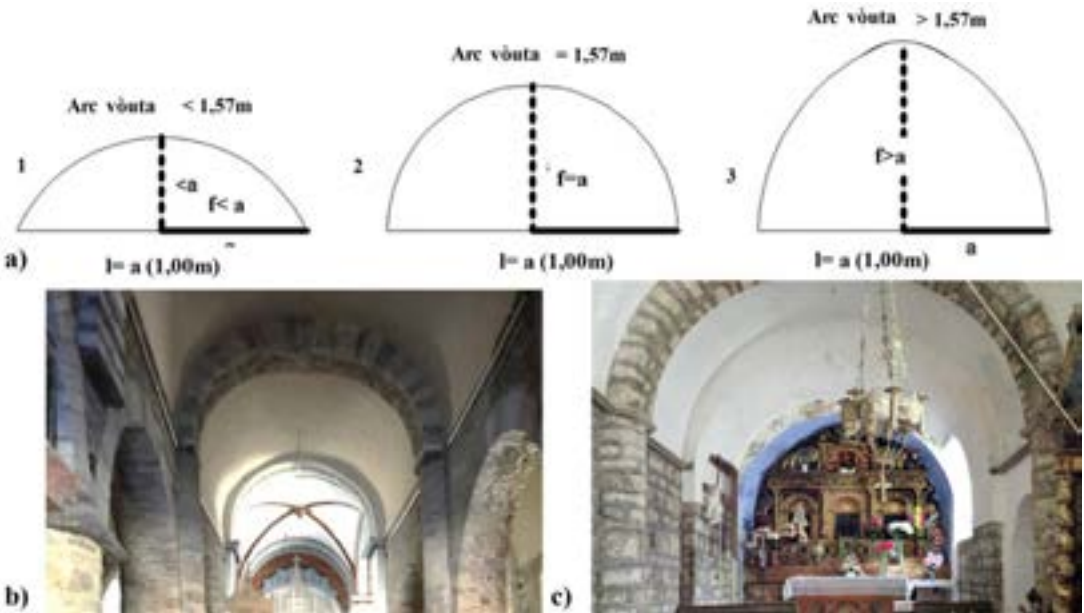 Arc vòuta < 1,57m
1
<a
f< a
~
l= a (1,00m)
Arc vòuta = 1,57m
2
f=a
l= a (1,00m)
Arc vòuta > 1,57m
3
f>a
a
l= a (1,00m)
a)
b)
c)